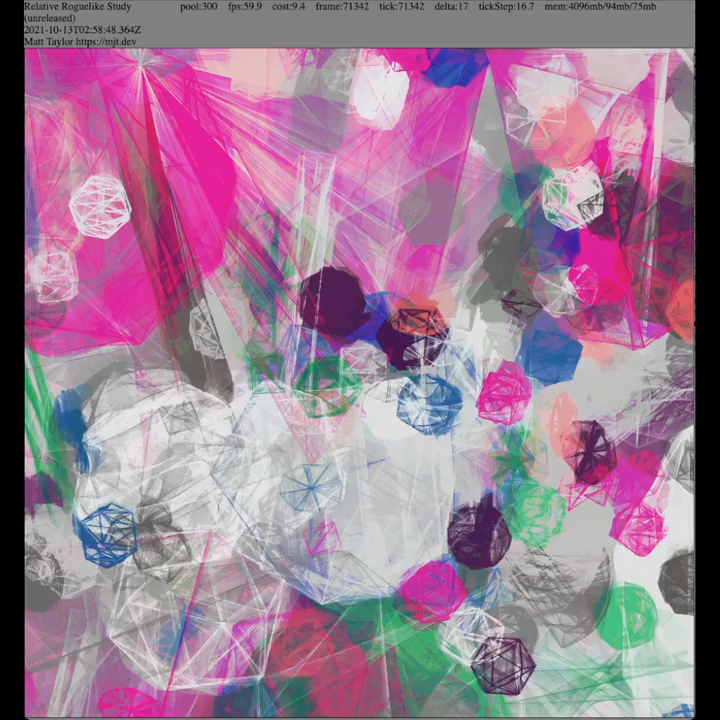 Relative Roguelike Study pool:300 fps:59.9 cost:9.4 frame:71342 tick:71342 delta:17 tickStep:16.7 mem:4096mb/94mb/75mb
(unreleased)
2021-10-13T02:58:48.364Z
Matt Taylor https://mjt.dev